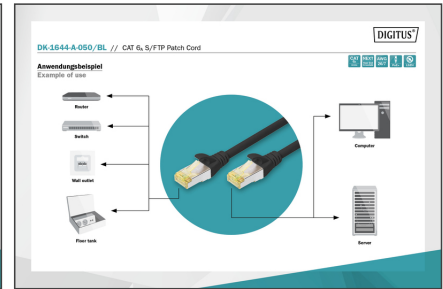 DIGITUS®
DK-1644-A-050/BL // CAT 6A S/FTP Patch Cord
Anwendungsbeispiel
Example of use
Router
Switch
Wall outlet
Floor tank
Computer
Server